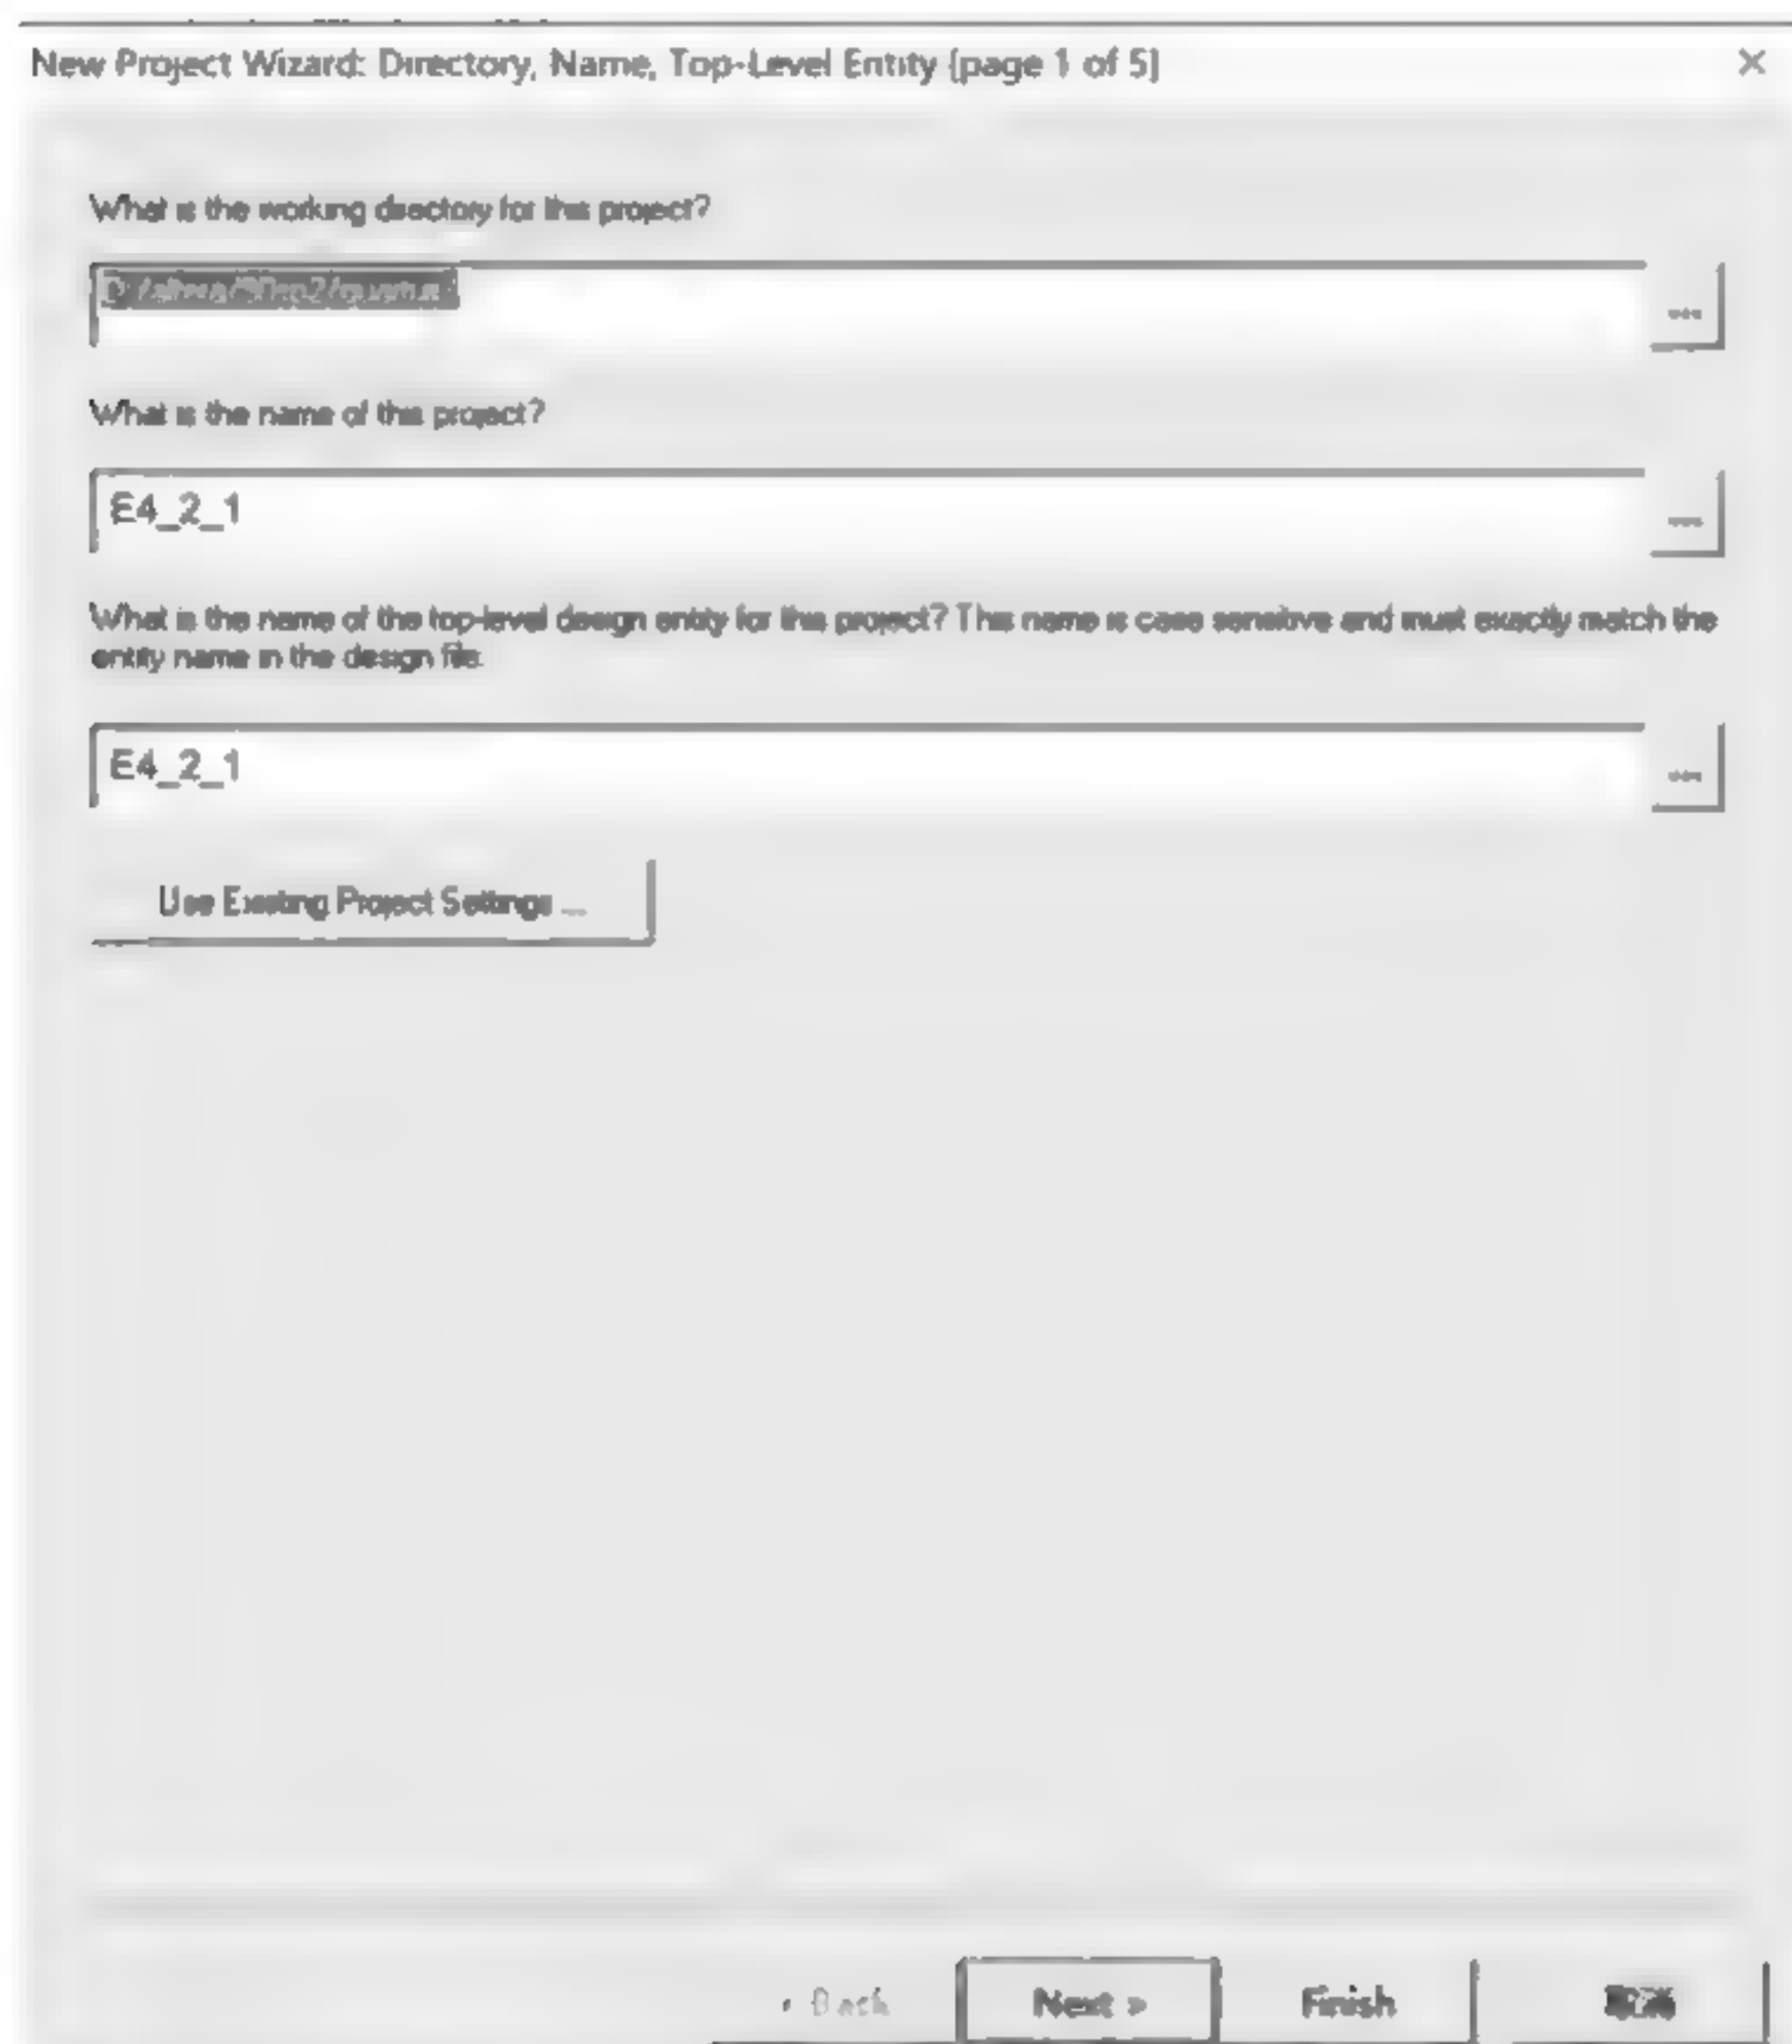 New Project Wizard: Directory, Name, Top-Level Entity (page 1 of 5)
What is the working directory for this project?
What is the name of this project?
E4_2_1
What is the name of the top-level design entity for this project? This name is case sensitive and must exactly match the
entity name in the design file.
E4_2_1
Use Existing Project Settings ...
< Back
Next >
Finish